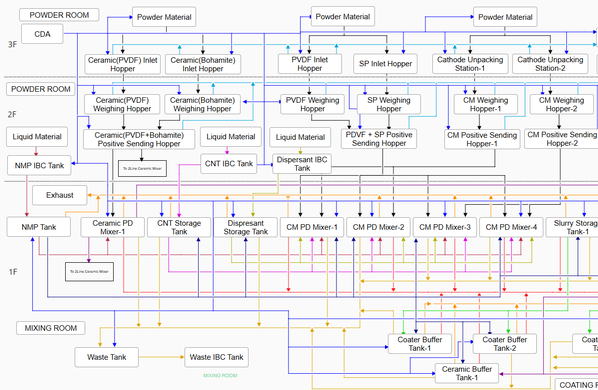 POWDER ROOM
Powder Material
Powder Material
Powder Material
CDA
3F
Ceramic(PVDF) Inlet
Hopper
Ceramic(Bohamite)
Inlet Hopper
PVDF Inlet
Hopper
SP Inlet Hopper
Cathode Unpacking
Station-1
Cathode Unpacking
Station-2
POWDER ROOM
Ceramic(PVDF)
Weighing Hopper
Ceramic(Bohamite)
Weighing Hopper
PVDF Weighing
Hopper
SP Weighing
Hopper
CM Weighing
Hopper-1
CM Weighing
Hopper-2
2F
Liquid Material
Ceramic(PVDF+Bohamite)
Positive Sending Hopper
Liquid Material
Liquid Material
PVDF + SP Positive
Sending Hopper
CM Positive Sending
Hopper-1
CM Positive Sending
Hopper-2
NMP IBC Tank
To 2Line Ceramic Mixer
CNT IBC Tank
Dispersant IBC
Tank
Exhaust
NMP Tank
Ceramic PD
Mixer-1
CNT Storage
Tank
Dispresant
Storage Tank
CM PD Mixer-1
CM PD Mixer-2
CM PD Mixer-3
CM PD Mixer-4
Slurry Storag
Tank-1
1F
To 2Line Ceramic Mixer
MIXING ROOM
Waste Tank
Waste IBC Tank
MIXING ROOM
Coater Buffer
Tank-1
Coater Buffer
Tank-2
Coat
Ceramic Buffer
Tank-1
COATING F